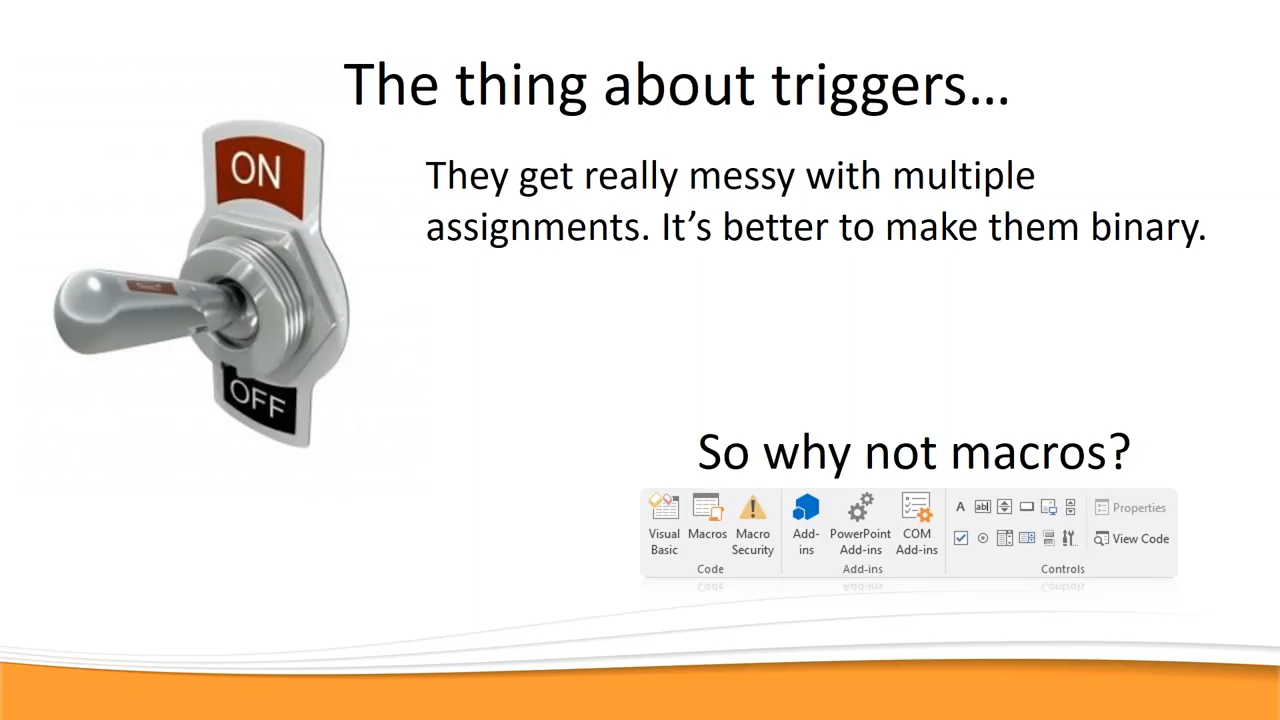 The thing about triggers...
ON
They get really messy with multiple
assignments. It's better to make them binary.
OFF
So why not macros?
Visual Basic
Macros
Macro Security
Code
Add-ins
PowerPoint Add-ins
COM Add-ins
Add-ins
A
ab
Properties
View Code
Controls